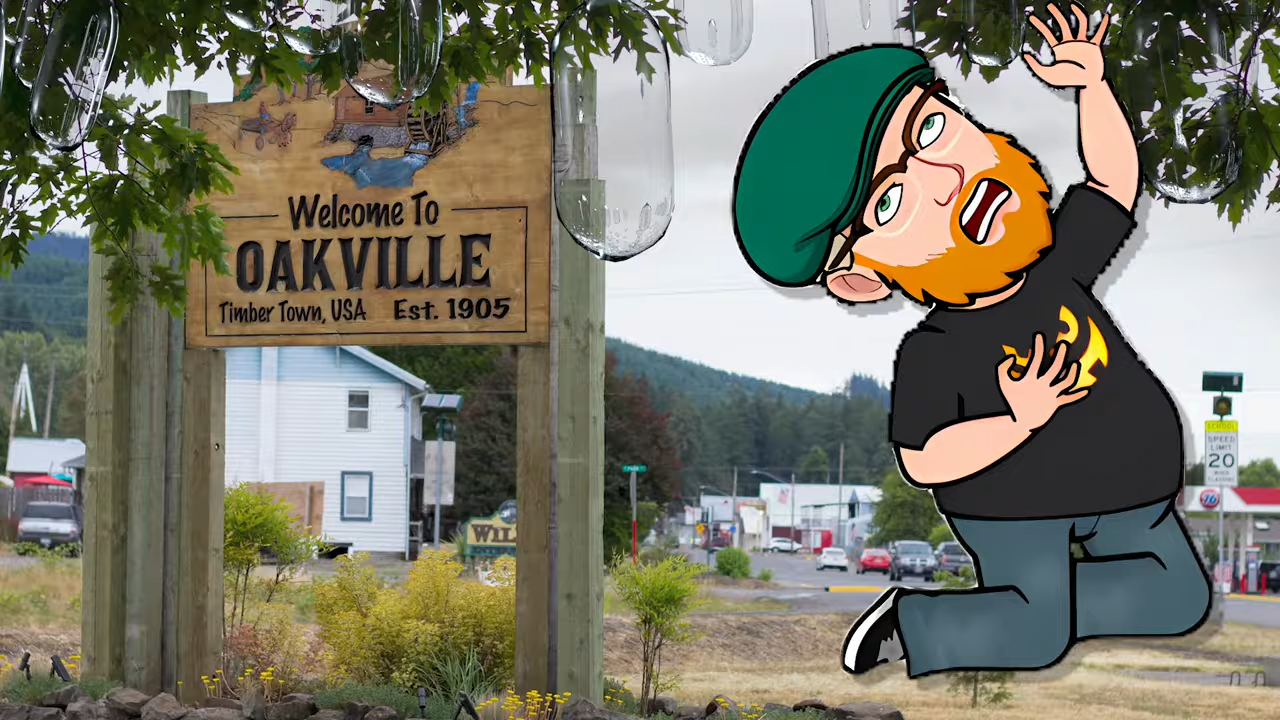 Welcome To
OAKVILLE
Timber Town, USA Est. 1905
SCHOOL
SPEED
LIMIT
20
76